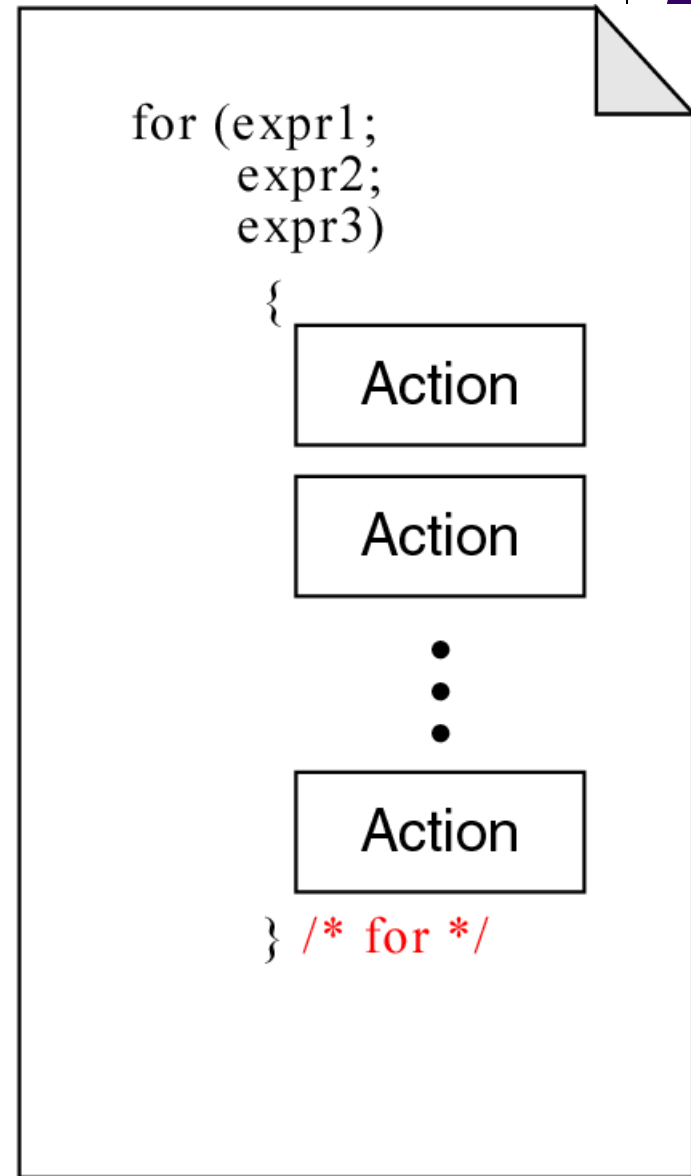 for (expr1;
expr2;
expr3)
{
Action
Action
Action
} /* for */